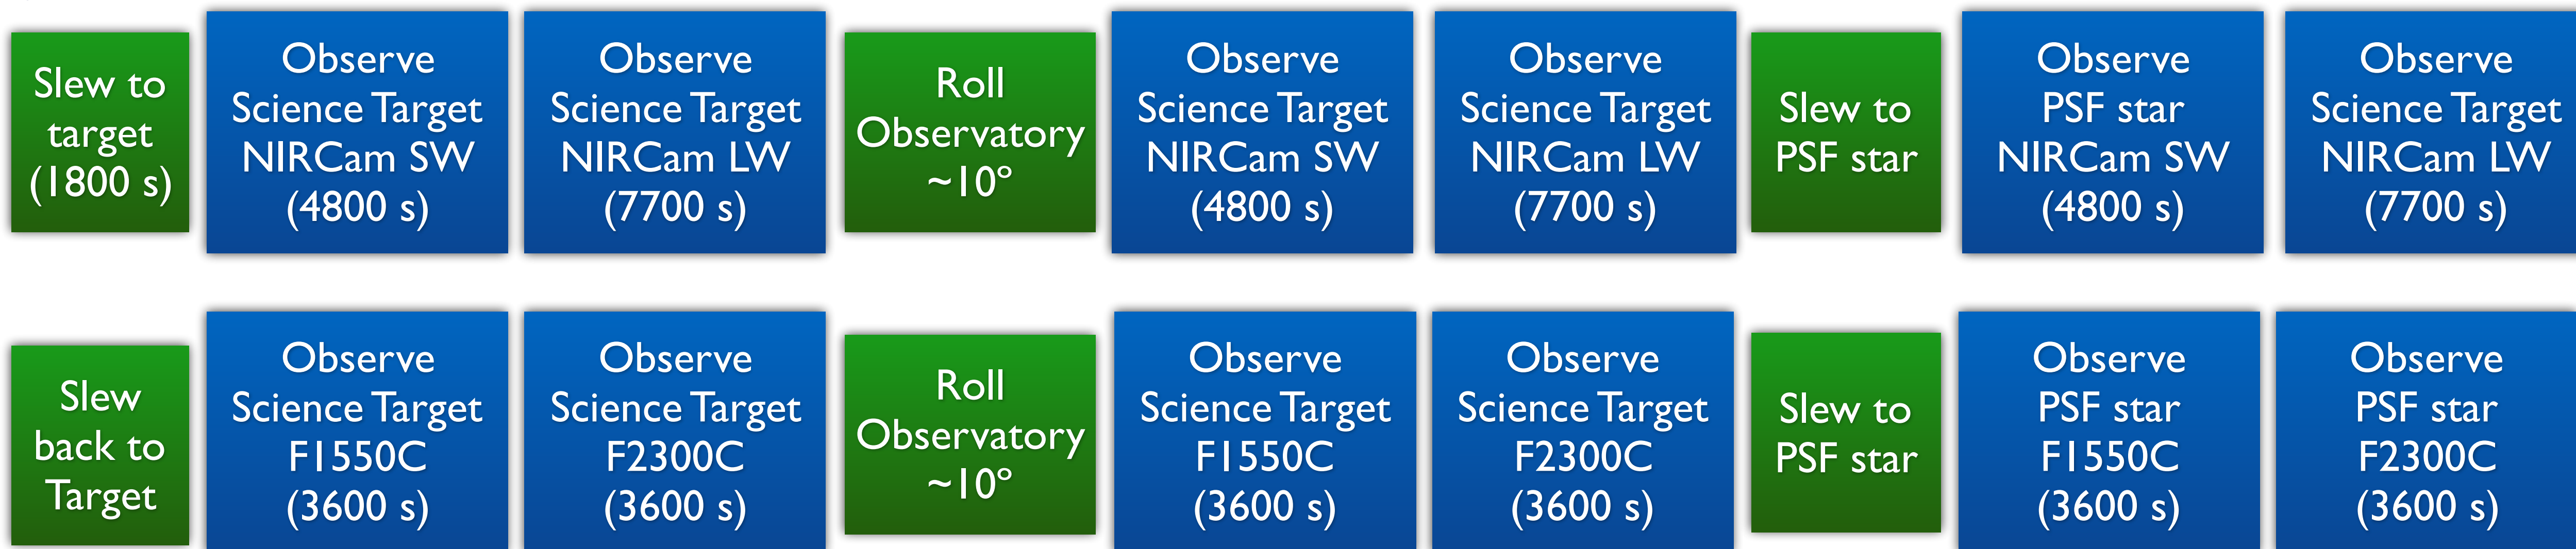 Slew to
target
(1800 s)
Observe
Science Target
NIRCam SW
(4800 s)
Observe
Science Target
NIRCam LW
(7700 s)
Roll
Observatory
~10º
Observe
Science Target
NIRCam SW
(4800 s)
Observe
Science Target
NIRCam LW
(7700 s)
Slew to
PSF star
Observe
PSF star
NIRCam SW
(4800 s)
Observe
Science Target
NIRCam LW
(7700 s)
Slew
back to
Target
Observe
Science Target
F1550C
(3600 s)
Observe
Science Target
F2300C
(3600 s)
Roll
Observatory
~10º
Observe
Science Target
F1550C
(3600 s)
Observe
Science Target
F2300C
(3600 s)
Slew to
PSF star
Observe
PSF star
F1550C
(3600 s)
Observe
PSF star
F2300C
(3600 s)